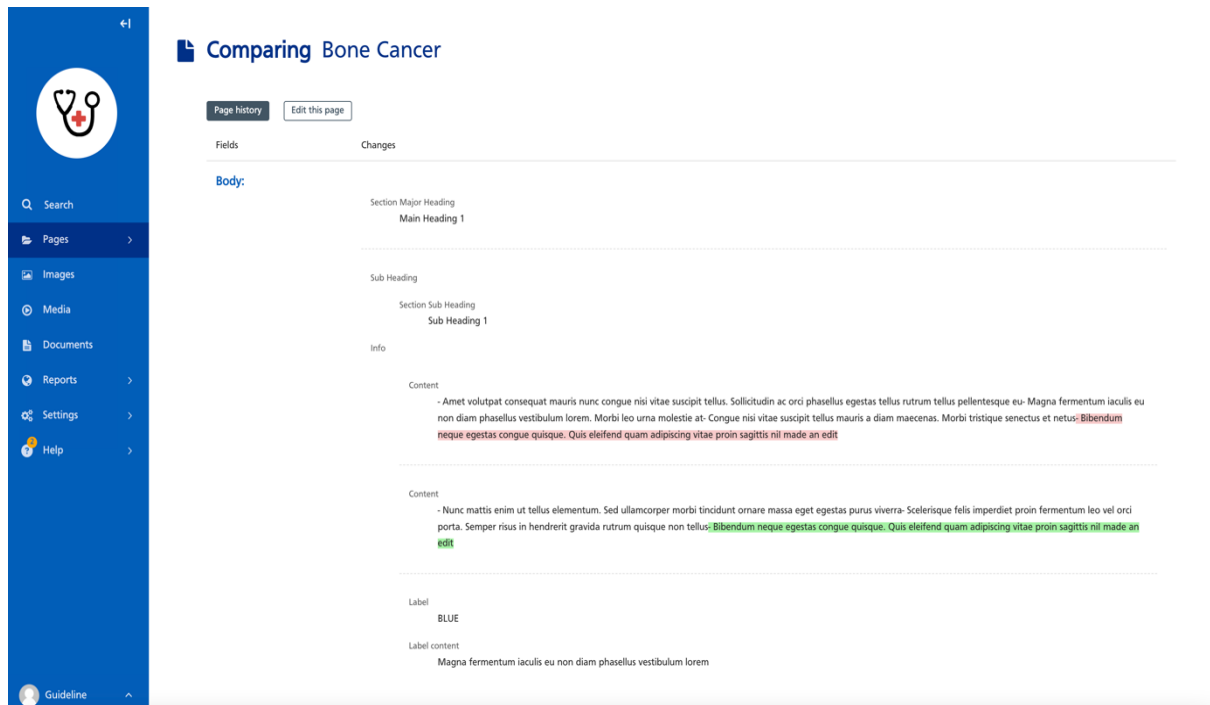 Comparing Bone Cancer
Page history
Edit this page
Fields
Changes
Body:
Section Major Heading
Main Heading 1
Sub Heading
Section Sub Heading
Sub Heading 1
Info
Content
- Amet volutpat consequat mauris nunc congue nisi vitae suscipit tellus. Sollicitudin ac orci phasellus egestas tellus rutrum tellus pellentesque eu- Magna fermentum iaculis eu
non diam phasellus vestibulum lorem. Morbi leo urna molestie at- Congue nisi vitae suscipit tellus mauris a diam maecenas. Morbi tristique senectus et netus- Bibendum
neque egestas congue quisque. Quis eleifend quam adipiscing vitae proin sagittis nil made an edit
Content
- Nunc mattis enim ut tellus elementum. Sed ullamcorper morbi tincidunt ornare massa eget egestas purus viverra- Scelerisque felis imperdiet proin fermentum leo vel orci
porta. Semper risus in hendrerit gravida rutrum quisque non tellus- Bibendum neque egestas congue quisque. Quis eleifend quam adipiscing vitae proin sagittis nil made an
edit
Label
BLUE
Label content
Magna fermentum iaculis eu non diam phasellus vestibulum lorem
Search
Pages
Images
Media
Documents
Reports
Settings
2
Help
Guideline